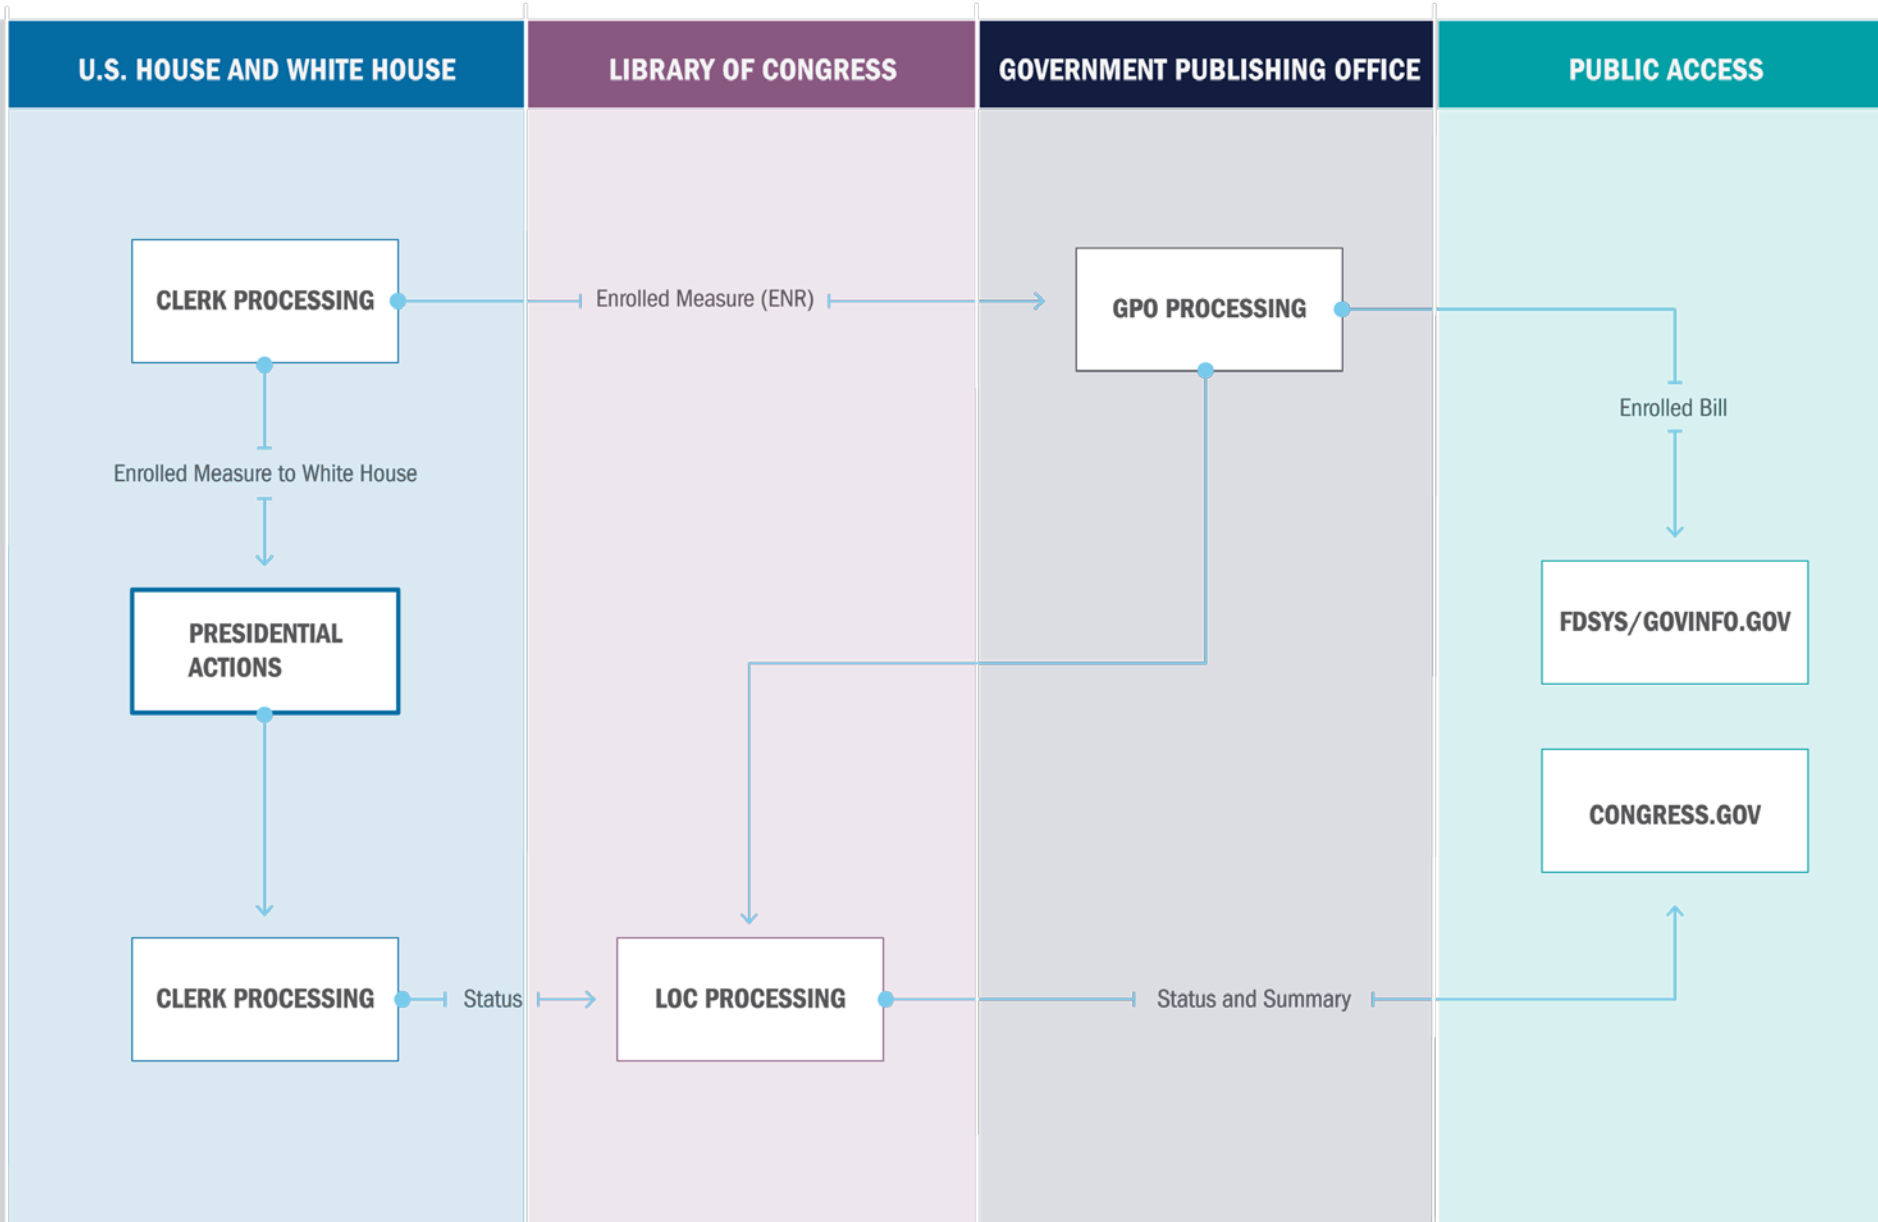 U.S. HOUSE AND WHITE HOUSE
LIBRARY OF CONGRESS
GOVERNMENT PUBLISHING OFFICE
PUBLIC ACCESS
CLERK PROCESSING
Enrolled Measure (ENR)
GPO PROCESSING
Enrolled Bill
Enrolled Measure to White House
PRESIDENTIAL
ACTIONS
FDSYS/GOVINFO.GOV
CONGRESS.GOV
CLERK PROCESSING
Status
LOC PROCESSING
Status and Summary